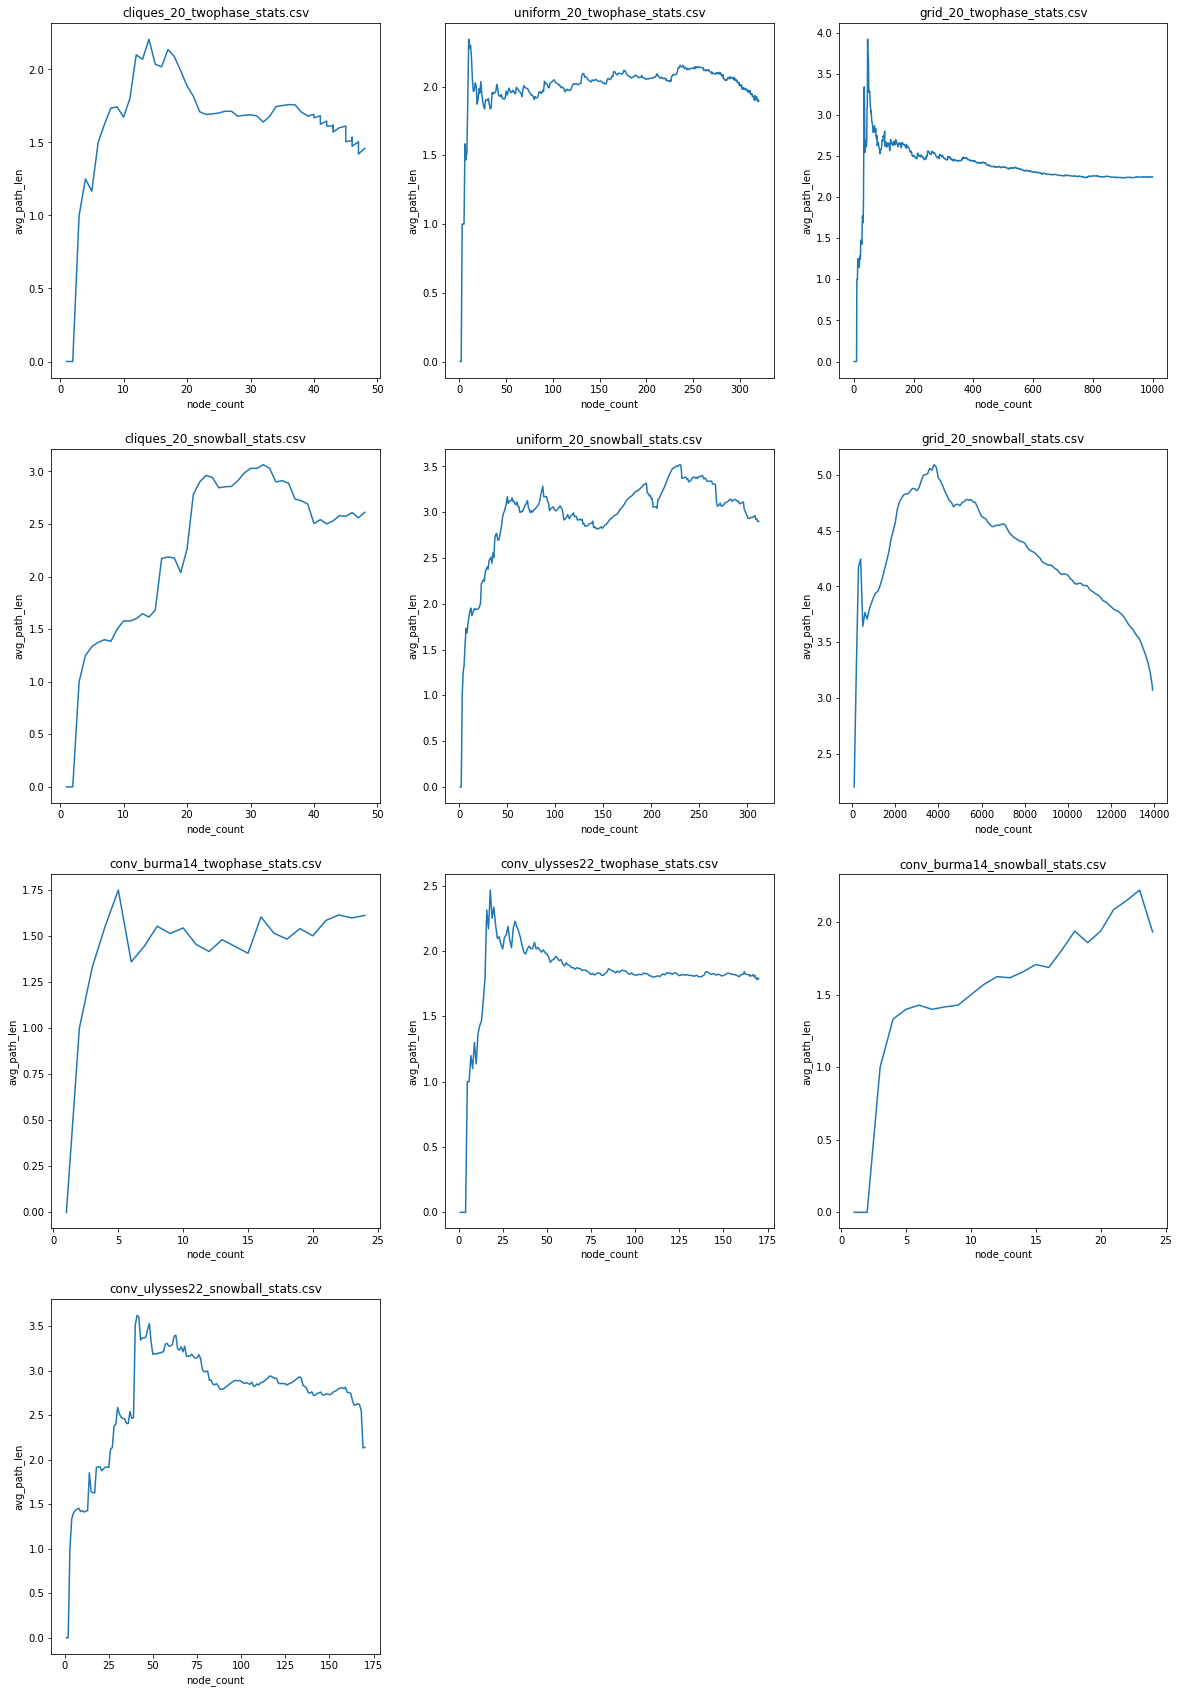 cliques_20_twophase_stats.csv
avg_path_len
2.0
1.5
1.0
0.5
0.0
0 10 20 30 40 50
node_count
uniform_20_twophase_stats.csv
avg_path_len
2.0
1.5
1.0
0.5
0.0
0 50 100 150 200 250 300
node_count
grid_20_twophase_stats.csv
avg_path_len
4.0
3.5
3.0
2.5
2.0
1.5
1.0
0.5
0.0
0 200 400 600 800 1000
node_count
cliques_20_snowball_stats.csv
avg_path_len
3.0
2.5
2.0
1.5
1.0
0.5
0.0
0 10 20 30 40 50
node_count
uniform_20_snowball_stats.csv
avg_path_len
3.5
3.0
2.5
2.0
1.5
1.0
0.5
0.0
0 50 100 150 200 250 300
node_count
grid_20_snowball_stats.csv
avg_path_len
5.0
4.5
4.0
3.5
3.0
2.5
0 2000 4000 6000 8000 10000 12000 14000
node_count
conv_burma14_twophase_stats.csv
avg_path_len
1.75
1.50
1.25
1.00
0.75
0.50
0.25
0.00
0 5 10 15 20 25
node_count
conv_ulysses22_twophase_stats.csv
avg_path_len
2.5
2.0
1.5
1.0
0.5
0.0
0 25 50 75 100 125 150 175
node_count
conv_burma14_snowball_stats.csv
avg_path_len
2.0
1.5
1.0
0.5
0.0
0 5 10 15 20 25
node_count
conv_ulysses22_snowball_stats.csv
avg_path_len
3.5
3.0
2.5
2.0
1.5
1.0
0.5
0.0
0 25 50 75 100 125 150 175
node_count